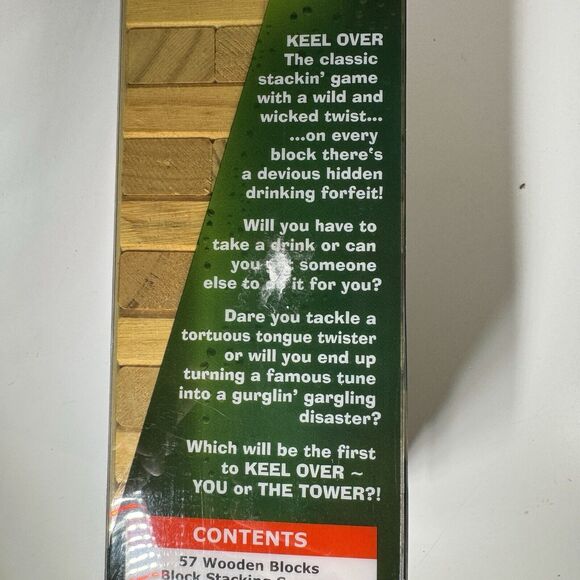 KEEL OVER
The classic
stackin' game
with a wild and
wicked twist...
...on every
block there's
a devious hidden
drinking forfeit!
Will you have to
take a drink or can
you someone
else to it for you?
Dare you tackle a
tortuous tongue twister
or will you end up
turning a famous tune
into a gurglin' gargling
disaster?
Which will be the first
to KEEL OVER ~
YOU or THE TOWER?!
CONTENTS
57 Wooden Blocks
Block Stacking